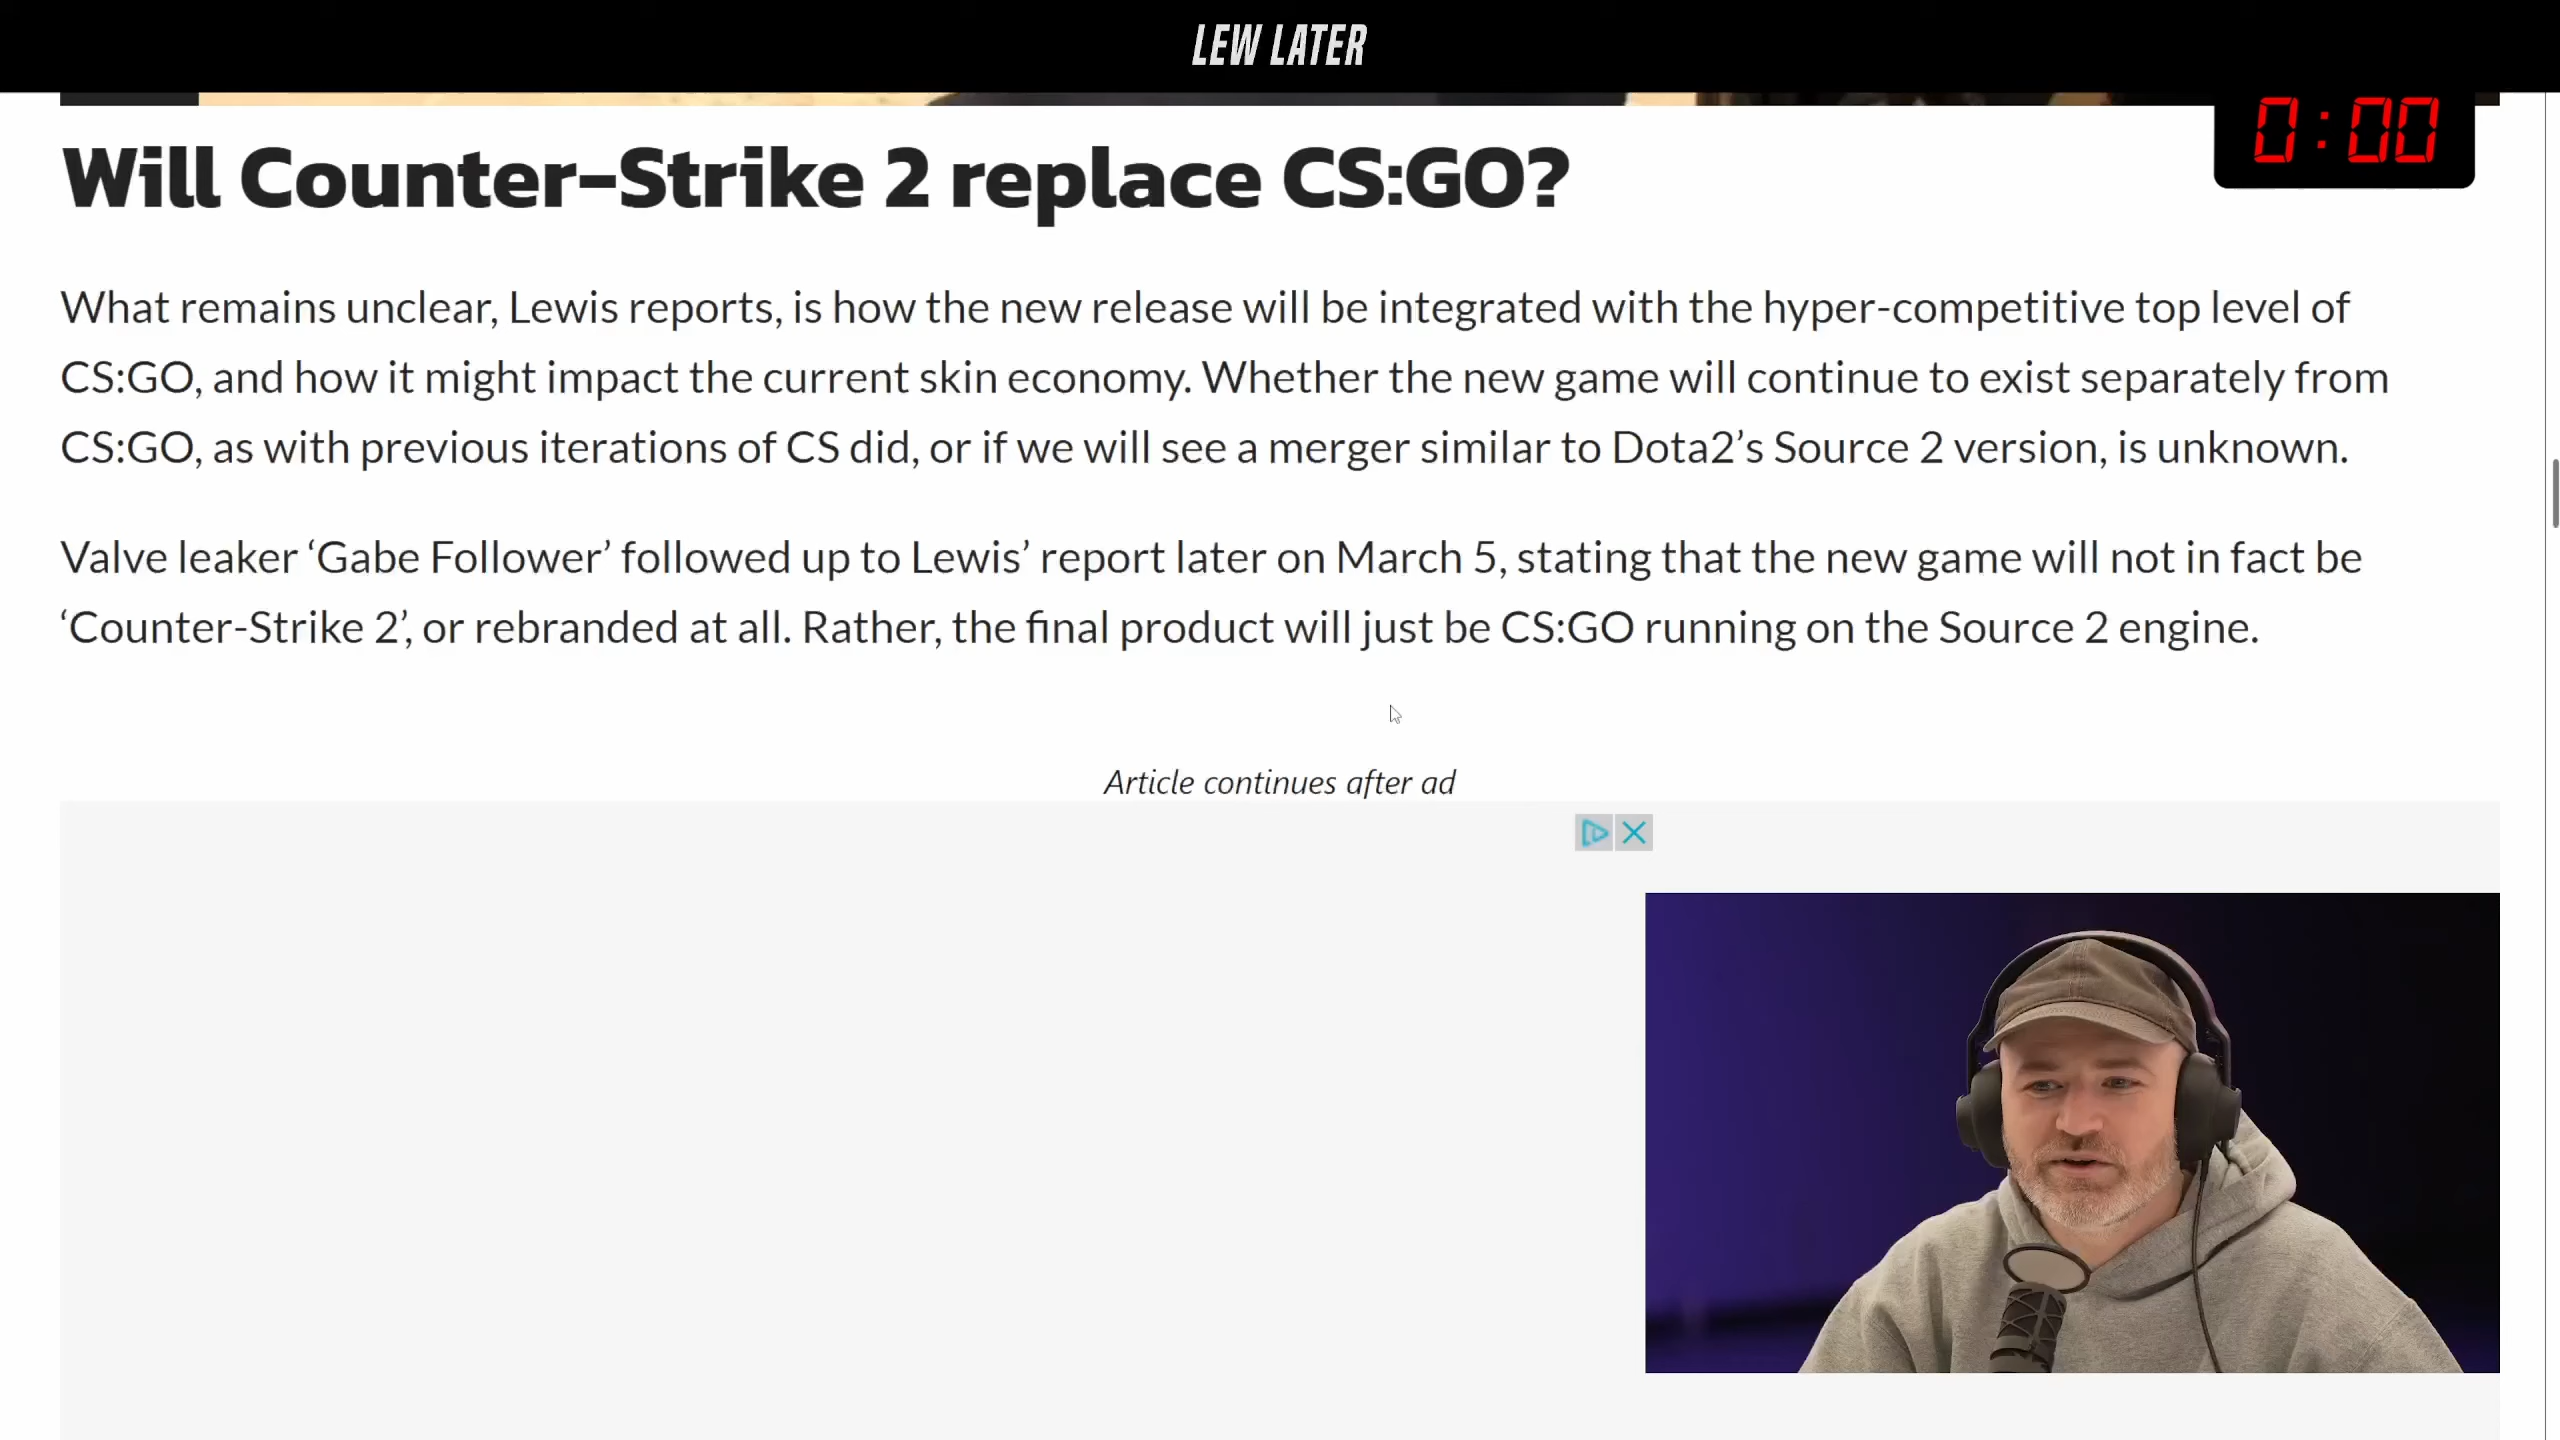 LEW LATER
0:00
Will Counter-Strike 2 replace CS:GO?
What remains unclear, Lewis reports, is how the new release will be integrated with the hyper-competitive top level of
CS:GO, and how it might impact the current skin economy. Whether the new game will continue to exist separately from
CS:GO, as with previous iterations of CS did, or if we will see a merger similar to Dota2’s Source 2 version, is unknown.
Valve leaker ‘Gabe Follower’ followed up to Lewis’ report later on March 5, stating that the new game will not in fact be
‘Counter-Strike 2’, or rebranded at all. Rather, the final product will just be CS:GO running on the Source 2 engine.
Article continues after ad